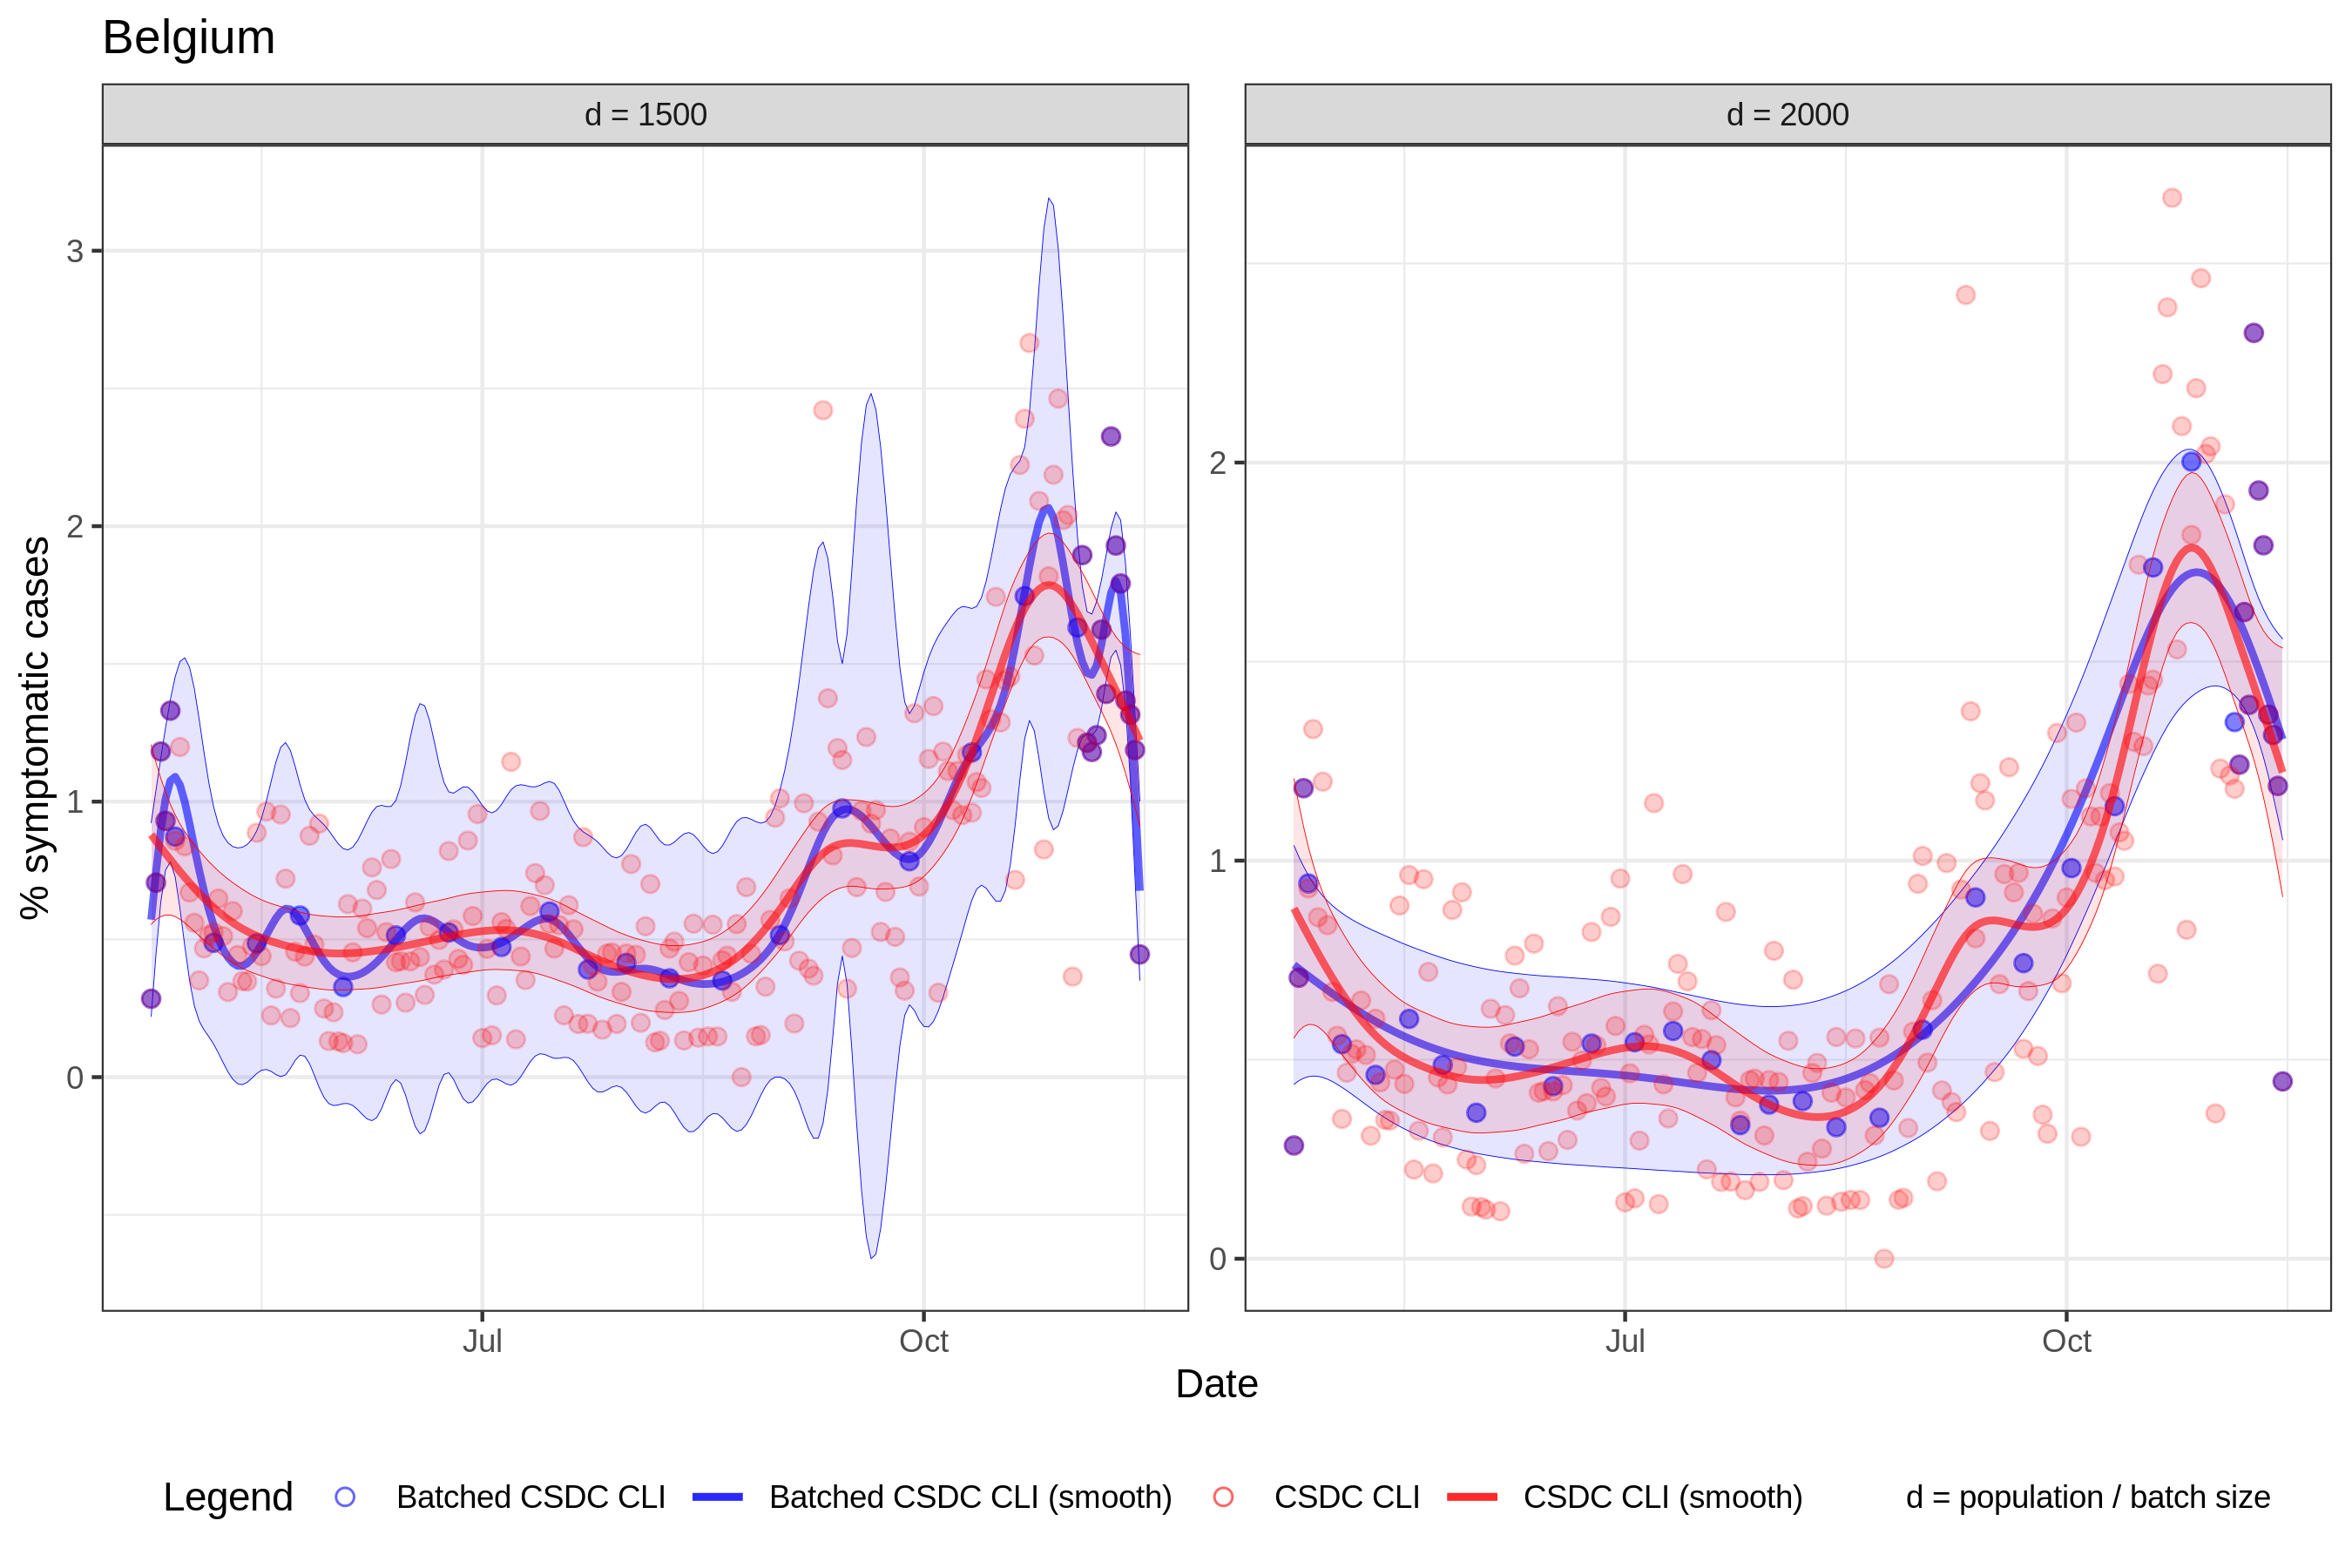 Belgium
d = 1500
d = 2000
% symptomatic cases
3
2
1
0
2
1
0
Jul
Oct
Jul
Oct
Date
Legend
Batched CSDC CLI
Batched CSDC CLI (smooth)
CSDC CLI
CSDC CLI (smooth)
d = population / batch size